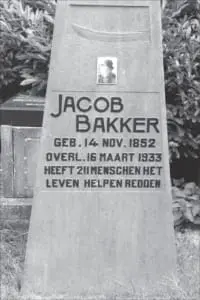 JACOB
BAKKER
GEB. 14 NOV. 1852
OVERL. 16 MAART 1933
HEEFT 211 MENSCHEN HET
LEVEN HELPEN REDDEN